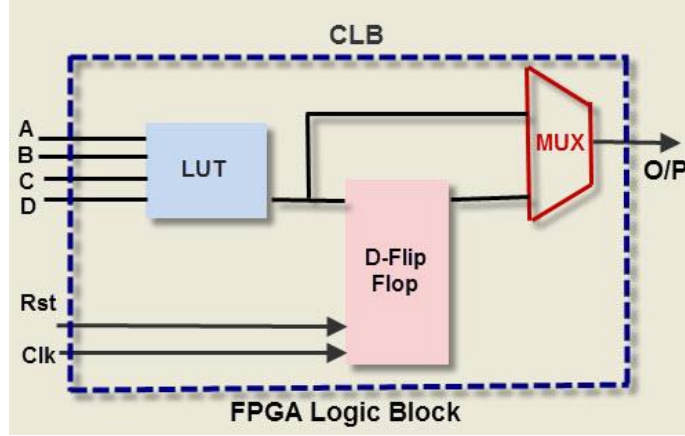 CLB
A
B
C
D
LUT
MUX
O/P
D-Flip
Flop
Rst
Clk
FPGA Logic Block